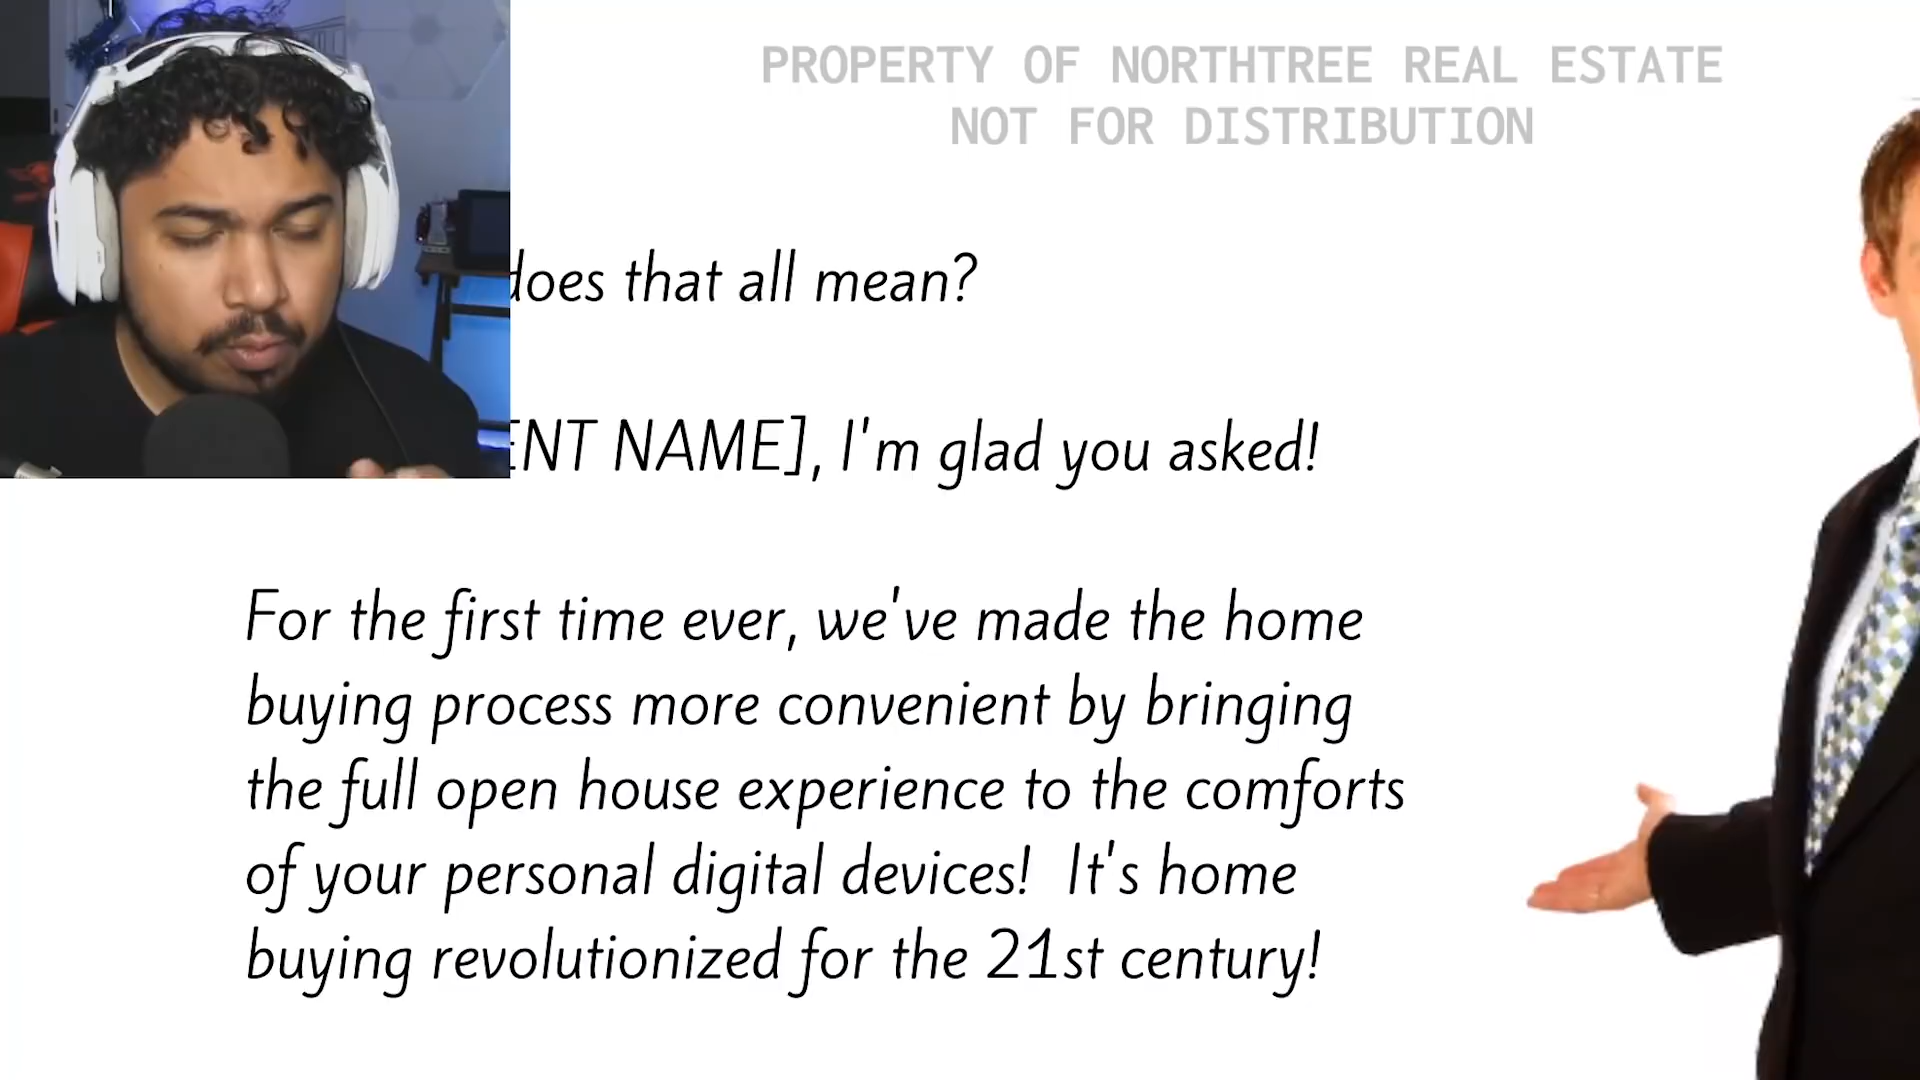 PROPERTY OF NORTHTREE REAL ESTATE
NOT FOR DISTRIBUTION
does that all mean?
NAME], I'm glad you asked!
For the first time ever, we've made the home
buying process more convenient by bringing
the full open house experience to the comforts
of your personal digital devices! It's home
buying revolutionized for the 21st century!